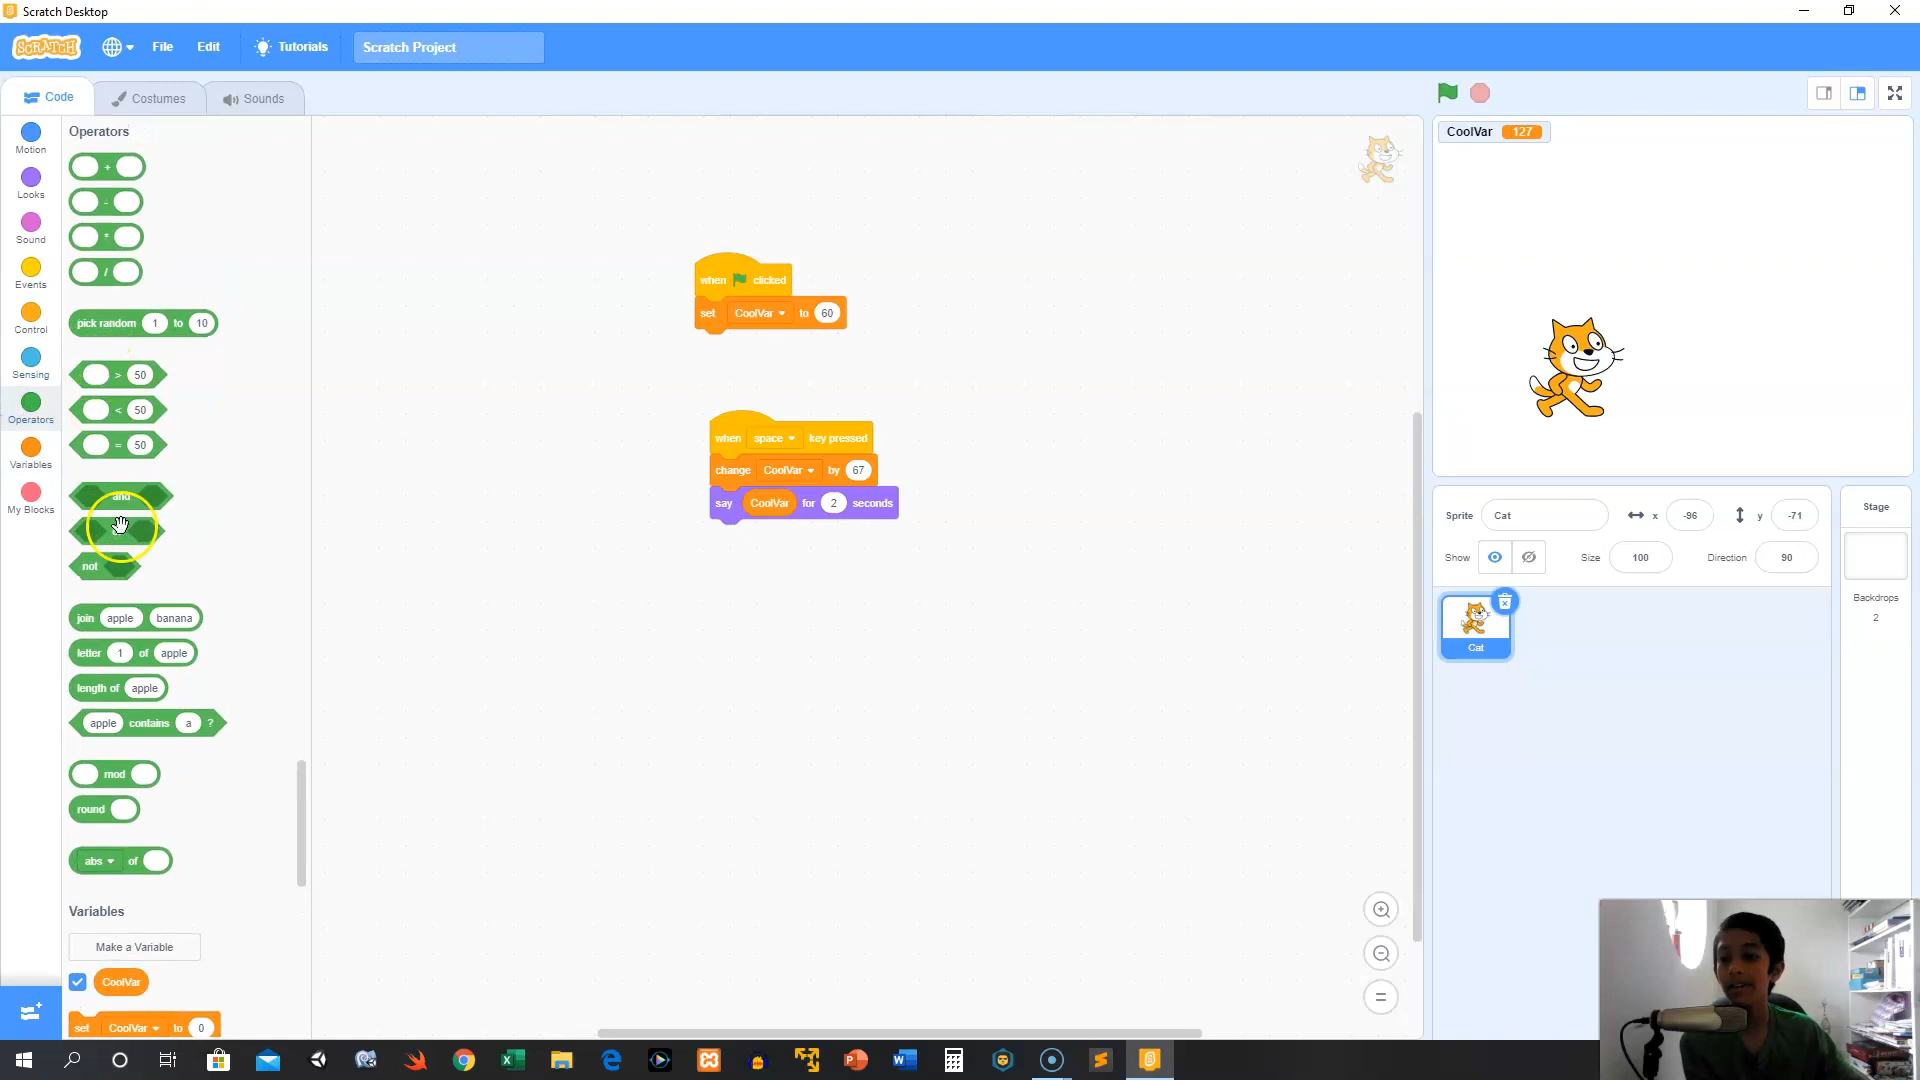 Scratch Desktop
SCRATCH File Edit Tutorials Scratch Project
Code Costumes Sounds
Motion
Looks
Sound
Events
Control
Sensing
Operators
Variables
My Blocks
Operators
+
-
*
/
pick random 1 to 10
> 50
< 50
= 50
and
not
join apple banana
letter 1 of apple
length of apple
apple contains a ?
mod
round
abs of
Variables
Make a Variable
CoolVar
set CoolVar to 0
when clicked
set CoolVar to 60
when space key pressed
change CoolVar by 67
say CoolVar for 2 seconds
CoolVar 127
Sprite Cat x -96 y -71
Show Size 100 Direction 90
Cat
Stage
Backdrops
2